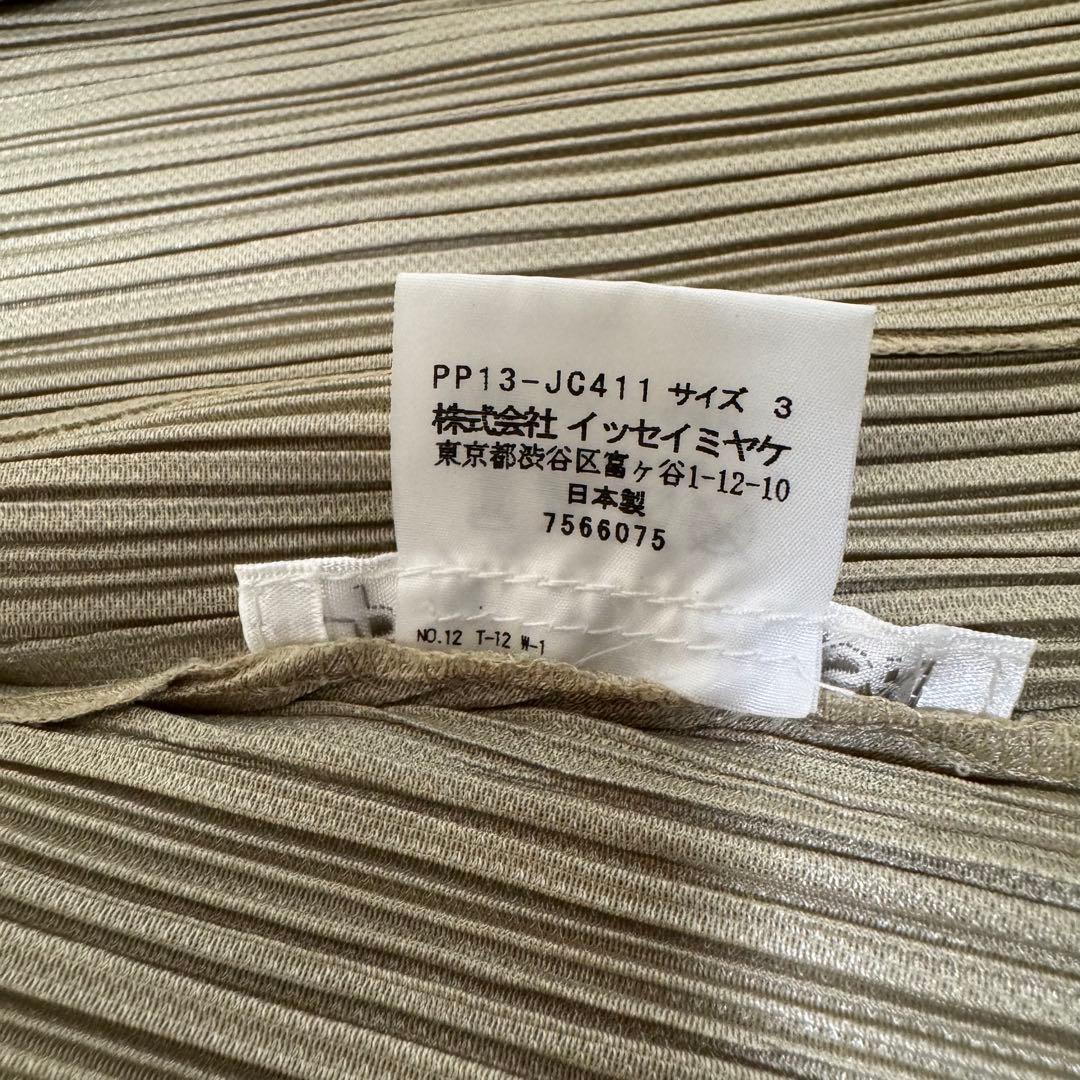 PP13-JC411 サイズ 3
株式会社 イッセイミヤケ
東京都渋谷区富ヶ谷1-12-10
日本製
7566075
NO.12 T-12 W-1